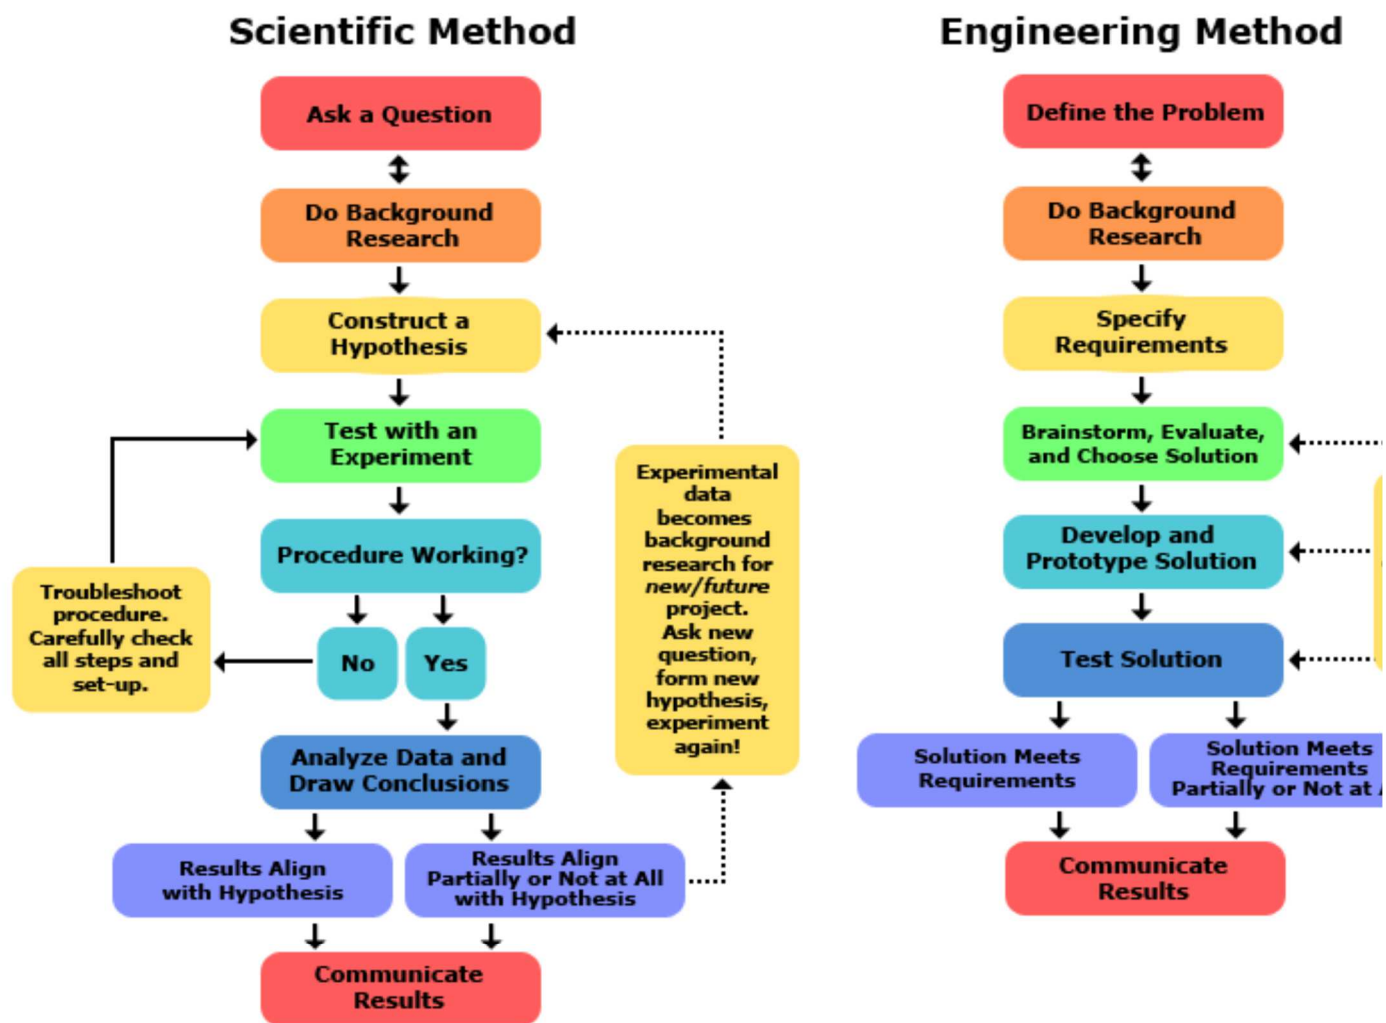 Scientific Method
Ask a Question
Do Background
Research
Construct a
Hypothesis
Test with an
Experiment
Procedure Working?
No
Yes
Troubleshoot
procedure.
Carefully check
all steps and
set-up.
Analyze Data and
Draw Conclusions
Results Align
with Hypothesis
Results Align
Partially or Not at All
with Hypothesis
Communicate
Results
Experimental
data
becomes
background
research for
new/future
project.
Ask new
question,
form new
hypothesis,
experiment
again!
Engineering Method
Define the Problem
Do Background
Research
Specify
Requirements
Brainstorm, Evaluate,
and Choose Solution
Develop and
Prototype Solution
Test Solution
Solution Meets
Requirements
Solution Meets
Requirements
Partially or Not at
Communicate
Results